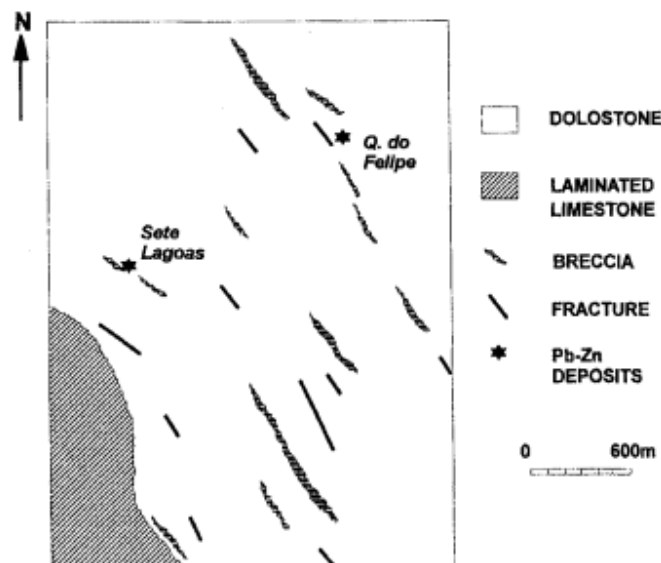 N
Q. do
Felipe
Sete
Lagoas
DOLOSTONE
LAMINATED
LIMESTONE
BRECCIA
FRACTURE
Pb-Zn
DEPOSITS
0 600m